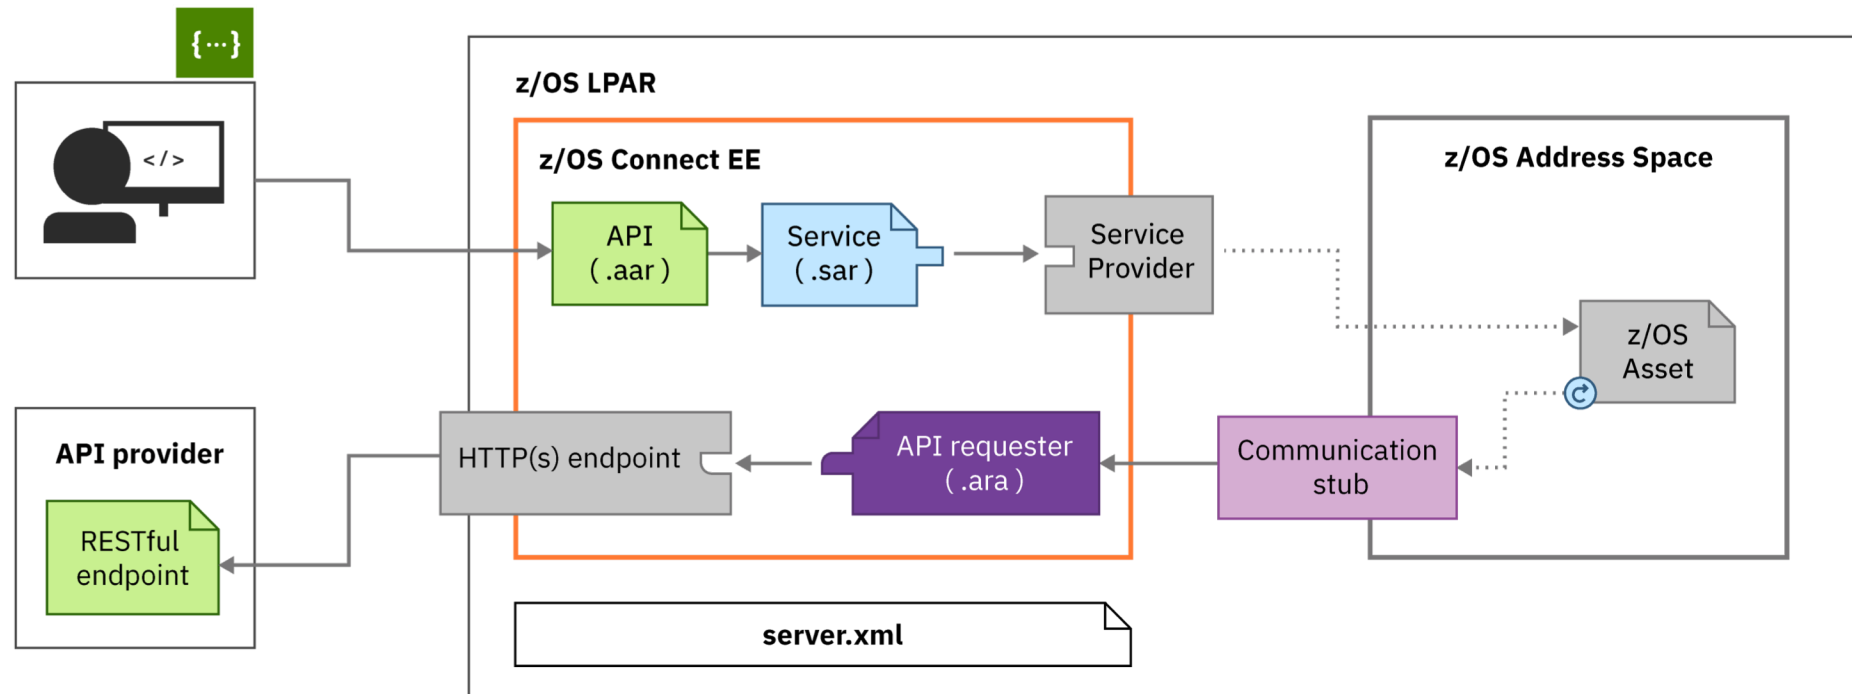 {···}
</>
z/OS LPAR
z/OS Connect EE
API
( .aar )
Service
( .sar )
Service
Provider
z/OS Address Space
z/OS
Asset
API provider
RESTful
endpoint
HTTP(s) endpoint
API requester
( .ara )
Communication
stub
server.xml